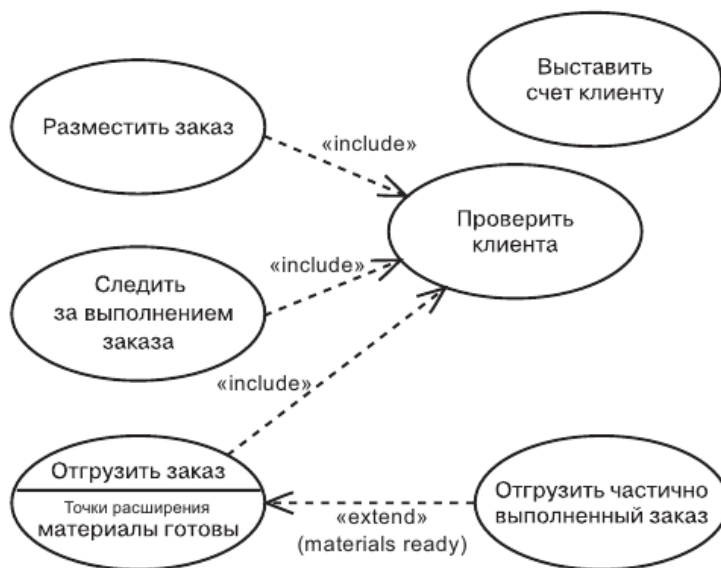 Выставить
счет клиенту
Разместить заказ
«include»
Проверить
клиента
Следить
за выполнением
заказа
«include»
«include»
Отгрузить заказ
Точки расширения
материалы готовы
«extend»
(materials ready)
Отгрузить частично
выполненный заказ